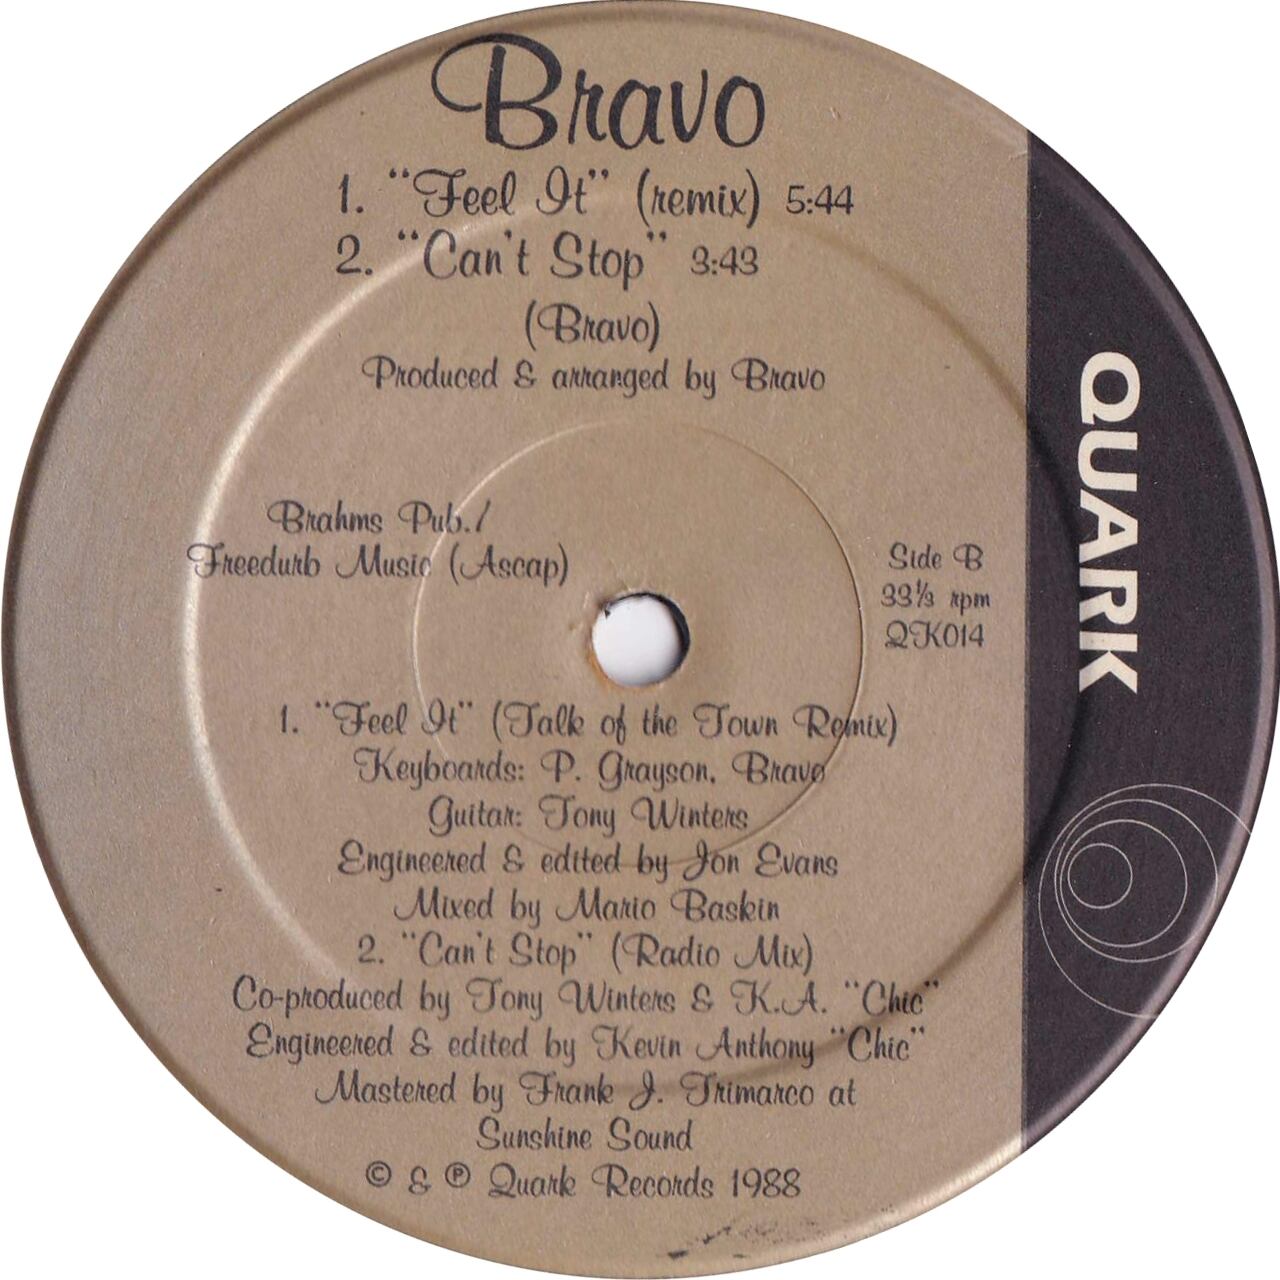 Bravo
1. "Feel It" (remix) 5:44
2. "Can't Stop" 3:43
(Bravo)
Produced & arranged by Bravo
Brahms Pub./
Freedurb Music (Ascap)
Side B
33⅓ rpm
QK014
QUARK
1. "Feel It" (Talk of the Town Remix)
Keyboards: P. Grayson, Bravo
Guitar: Tony Winters
Engineered & edited by Jon Evans
Mixed by Mario Baskin
2. "Can't Stop" (Radio Mix)
Co-produced by Tony Winters & K.A. "Chic"
Engineered & edited by Kevin Anthony "Chic"
Mastered by Frank J. Trimarco at
Sunshine Sound
© & ℗ Quark Records 1988